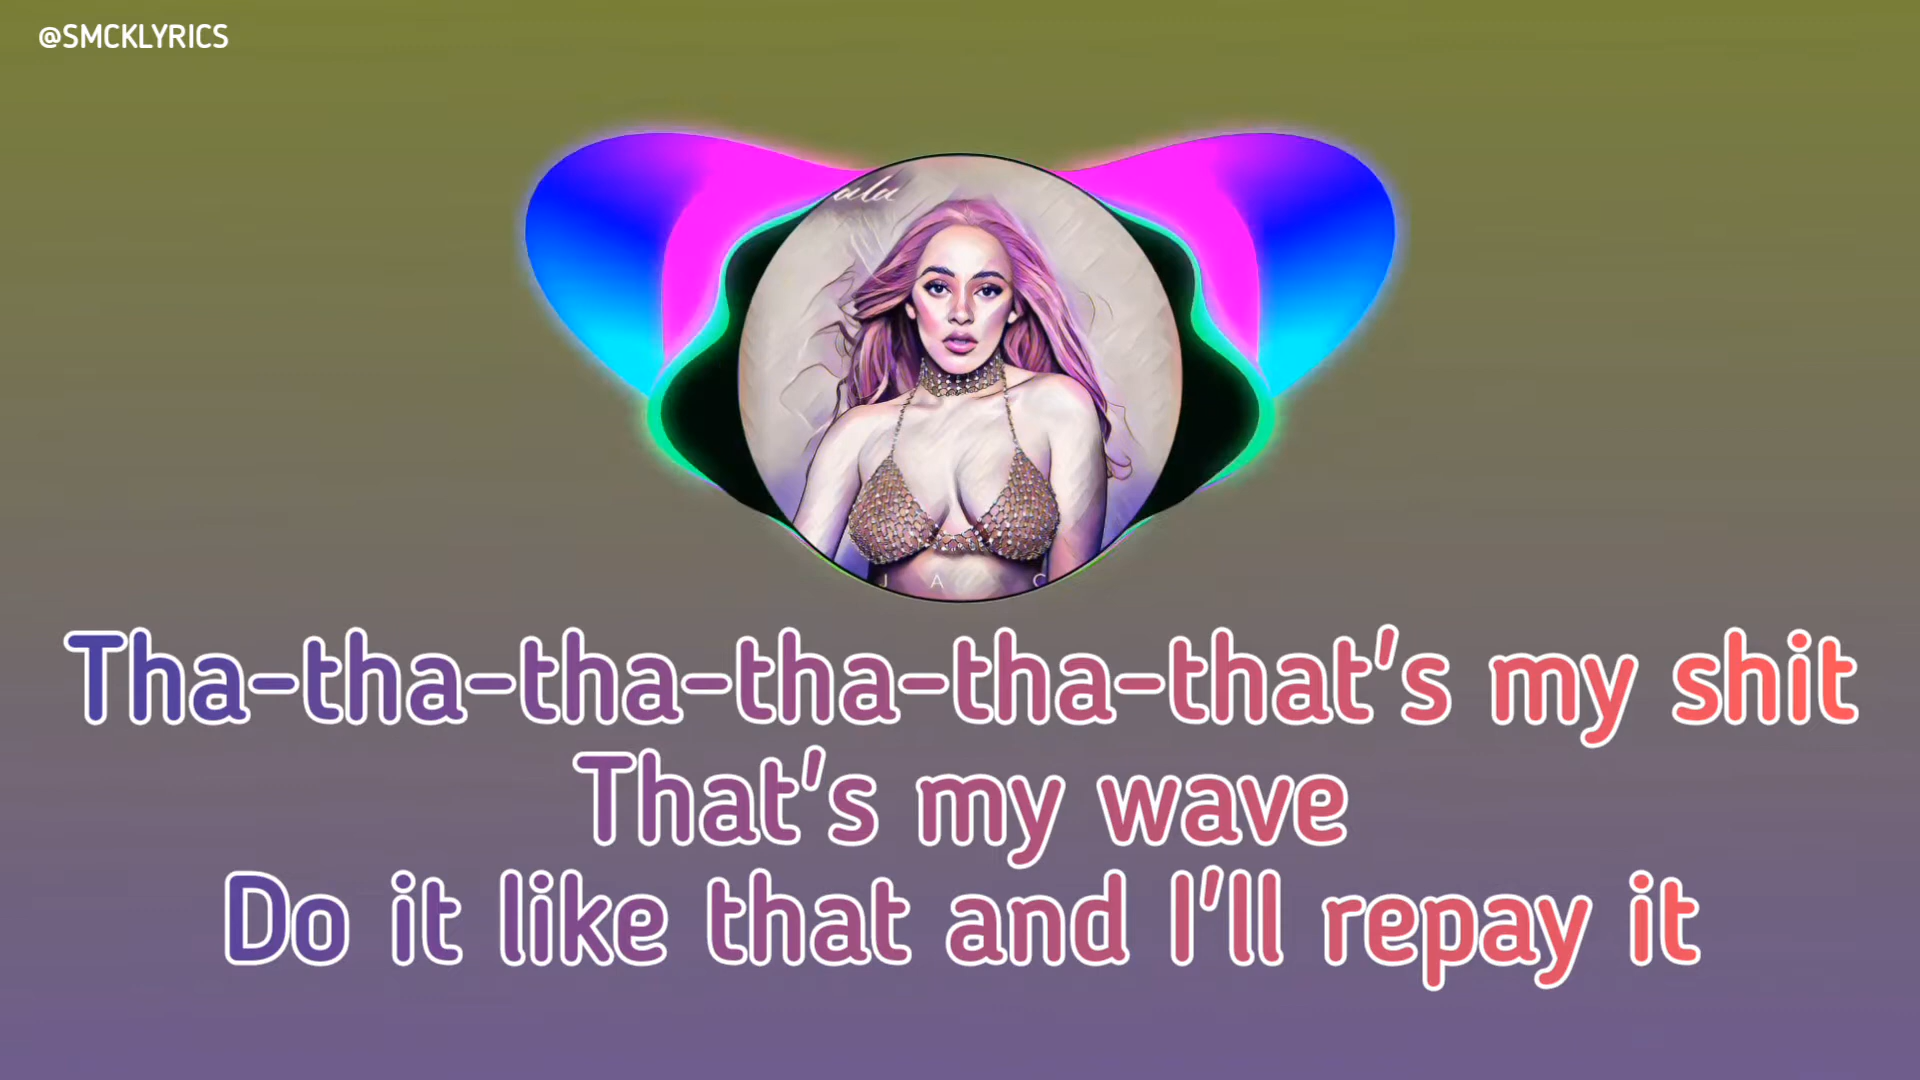 @SMCKLYRICS
ala
J A C
Tha-tha-tha-tha-tha-that's my shit
That's my wave
Do it like that and I'll repay it